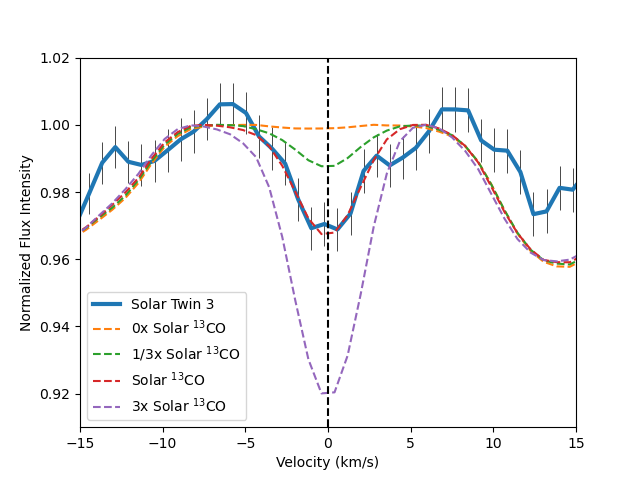 1.02
1.00
0.98
0.96
0.94
0.92
Normalized Flux Intensity
Solar Twin 3
0x Solar ¹³CO
1/3x Solar ¹³CO
Solar ¹³CO
3x Solar ¹³CO
−15 −10 −5 0 5 10 15
Velocity (km/s)